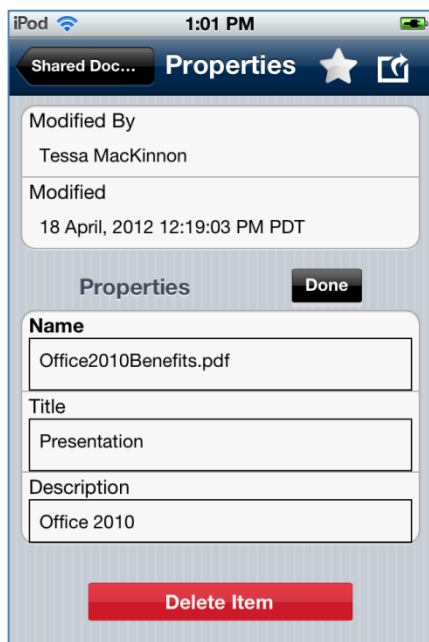 iPod 1:01 PM
Shared Doc... Properties
Modified By
Tessa MacKinnon
Modified
18 April, 2012 12:19:03 PM PDT
Properties Done
Name
Office2010Benefits.pdf
Title
Presentation
Description
Office 2010
Delete Item